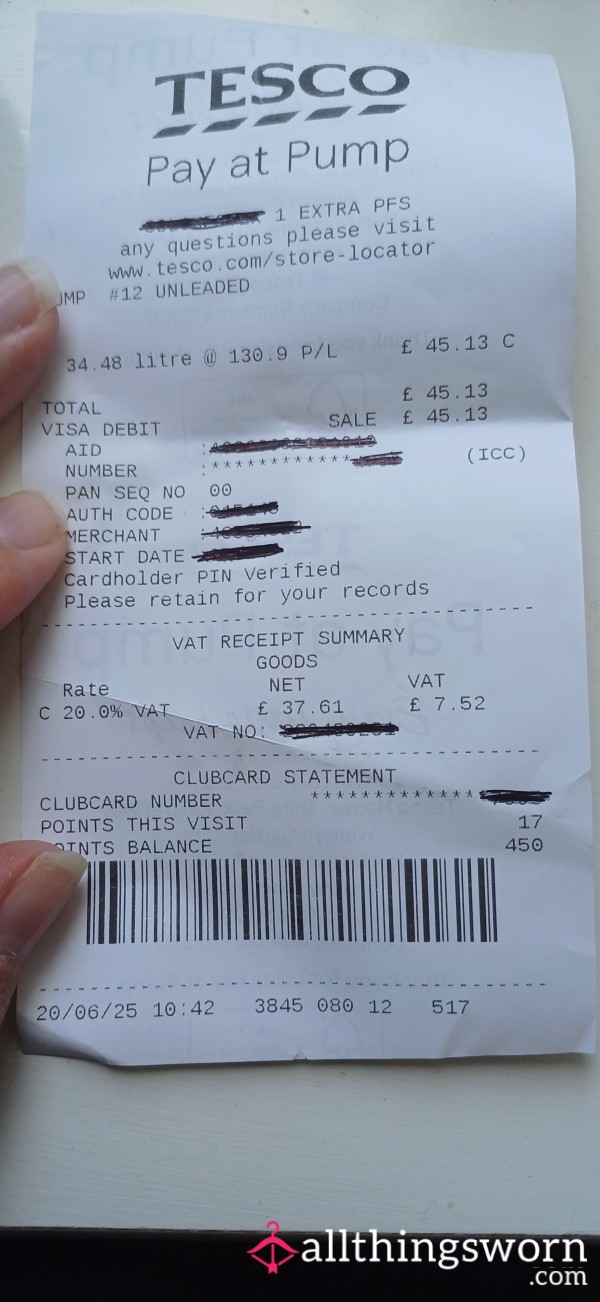 TESCO
Pay at Pump
1 EXTRA PFS
any questions please visit
www.tesco.com/store-locator
UMP #12 UNLEADED
34.48 litre @ 130.9 P/L £ 45.13 C
£ 45.13
TOTAL
SALE £ 45.13
VISA DEBIT
AID :
NUMBER : ************ (ICC)
PAN SEQ NO 00
AUTH CODE :
MERCHANT :
START DATE
Cardholder PIN Verified
Please retain for your records
VAT RECEIPT SUMMARY
GOODS
Rate NET VAT
C 20.0% VAT £ 37.61 £ 7.52
VAT NO:
CLUBCARD STATEMENT
CLUBCARD NUMBER **************
POINTS THIS VISIT 17
OINTS BALANCE 450
20/06/25 10:42 3845 080 12 517
allthingsworn
.com